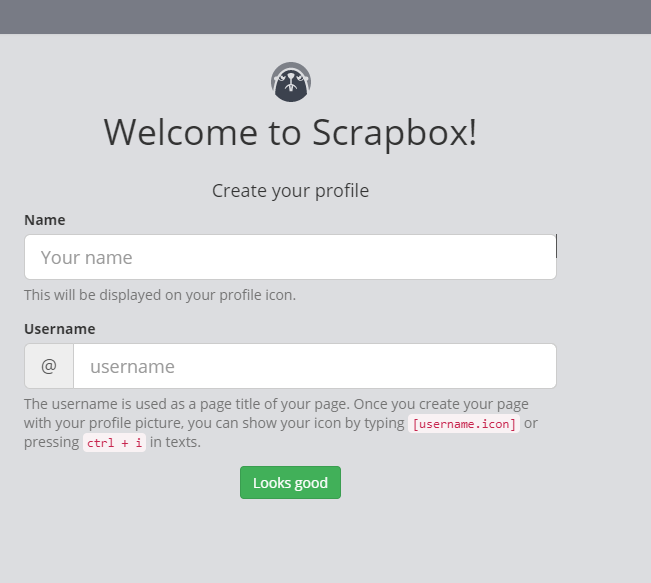 Welcome to Scrapbox!
Create your profile
Name
Your name
This will be displayed on your profile icon.
Username
@ username
The username is used as a page title of your page. Once you create your page
with your profile picture, you can show your icon by typing [username.icon] or
pressing ctrl + i in texts.
Looks good